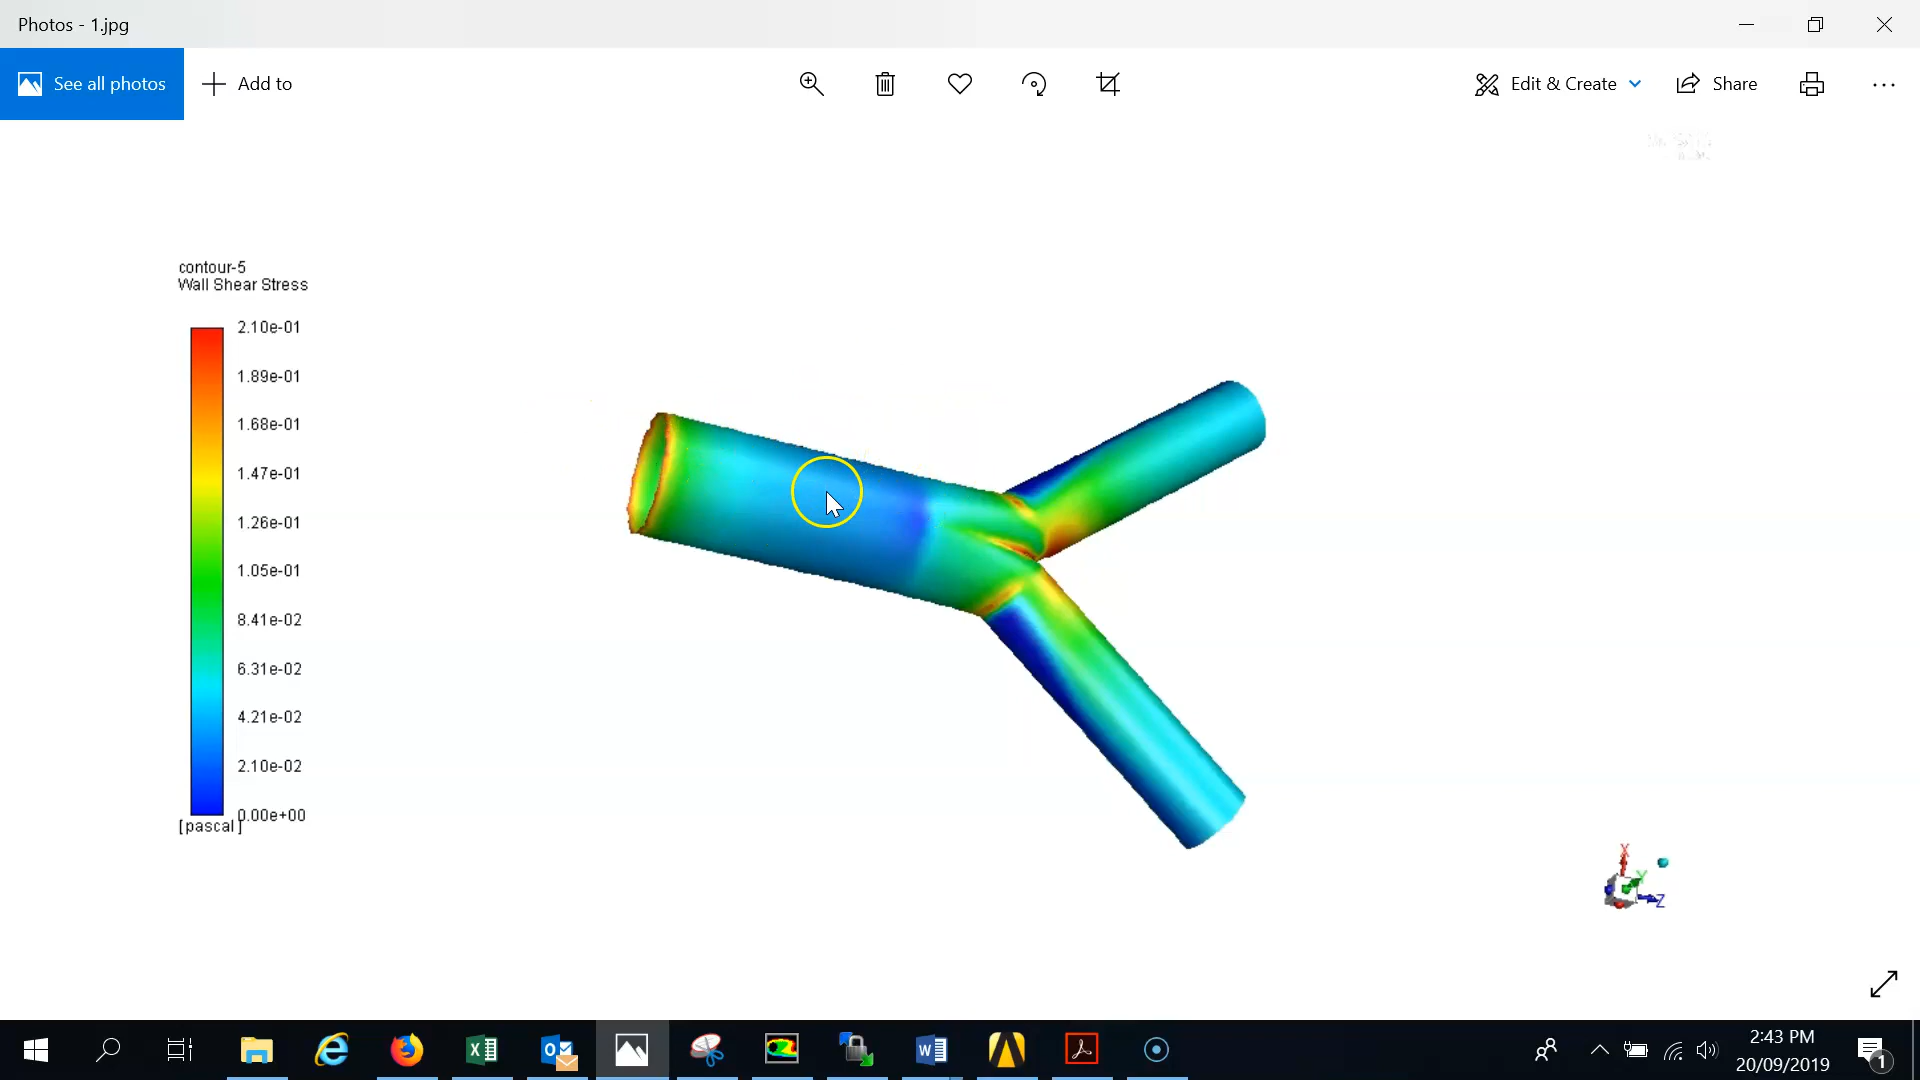 Photos - 1.jpg
See all photos
Add to
Edit & Create
Share
contour-5
Wall Shear Stress
2.10e-01
1.89e-01
1.68e-01
1.47e-01
1.26e-01
1.05e-01
8.41e-02
6.31e-02
4.21e-02
2.10e-02
0.00e+00
[pascal]
X
Y
Z
2:43 PM
20/09/2019
1